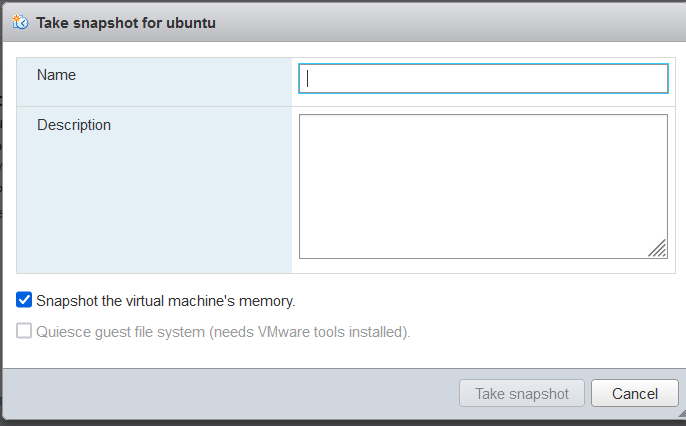 Take snapshot for ubuntu
Name
Description
Snapshot the virtual machine's memory.
Quiesce guest file system (needs VMware tools installed).
Take snapshot
Cancel